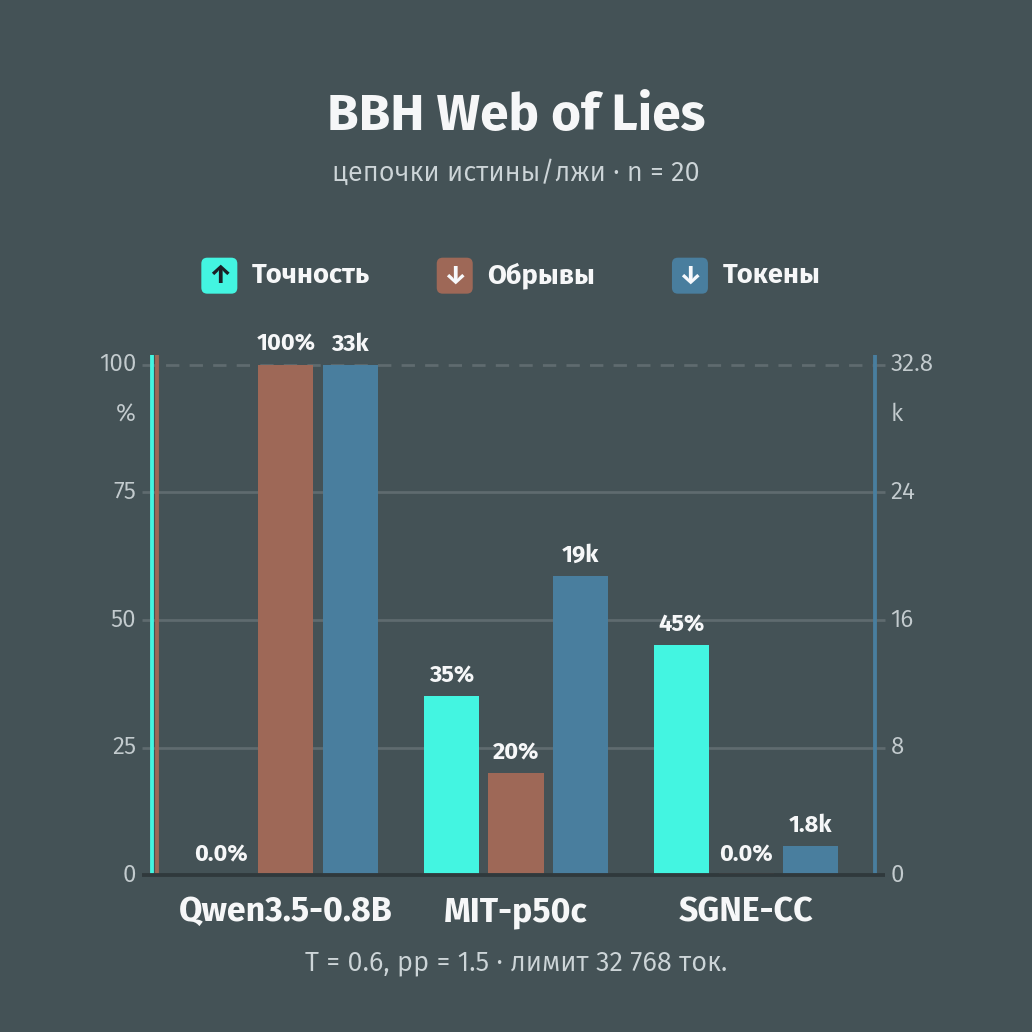 BBH Web of Lies
цепочки истины/лжи · n = 20
↑ Точность ↓ Обрывы ↓ Токены
100% 33k
100 32.8
% k
75 24
19k
50 16
45%
35%
25 8
20%
1.8k
0.0% 0.0%
0 0
Qwen3.5-0.8B MIT-p50c SGNE-CC
T = 0.6, pp = 1.5 · лимит 32 768 ток.